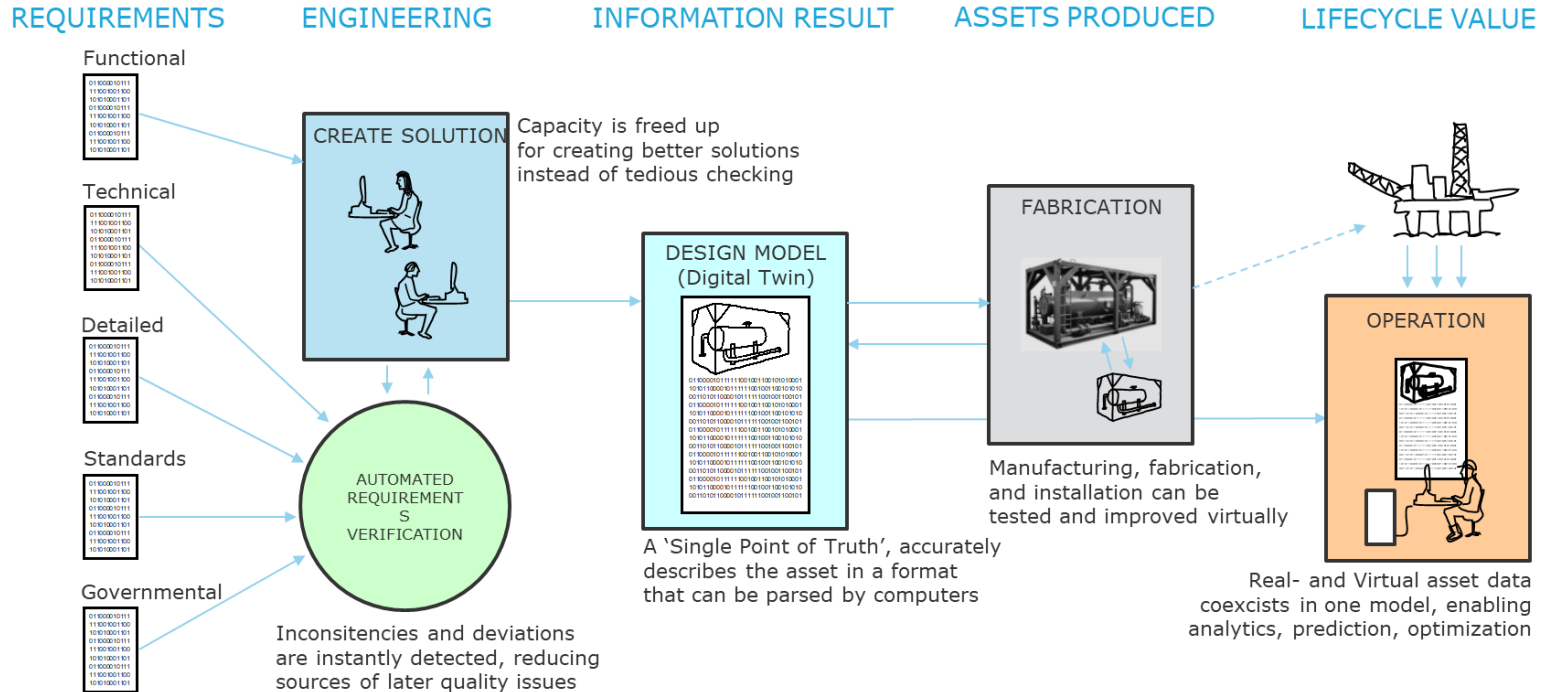 REQUIREMENTS
ENGINEERING
INFORMATION RESULT
ASSETS PRODUCED
LIFECYCLE VALUE
Functional
Technical
Detailed
Standards
Governmental
CREATE SOLUTION
Capacity is freed up
for creating better solutions
instead of tedious checking
AUTOMATED
REQUIREMENT
S
VERIFICATION
Inconsitencies and deviations
are instantly detected, reducing
sources of later quality issues
DESIGN MODEL
(Digital Twin)
A ‘Single Point of Truth’, accurately
describes the asset in a format
that can be parsed by computers
FABRICATION
Manufacturing, fabrication,
and installation can be
tested and improved virtually
OPERATION
Real- and Virtual asset data
coexcists in one model, enabling
analytics, prediction, optimization